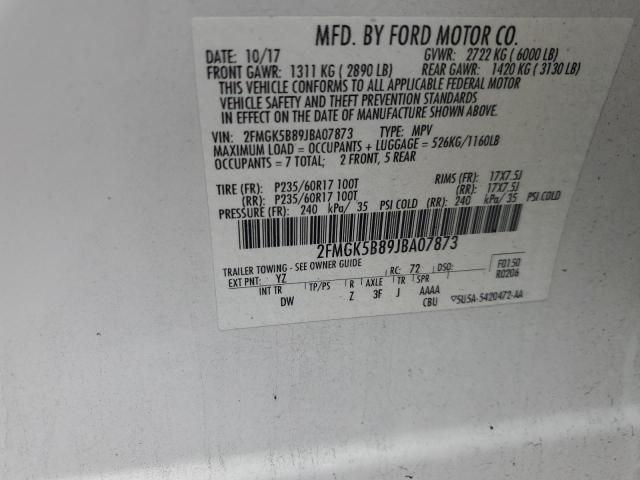 MFD. BY FORD MOTOR CO.
DATE: 10/17 GVWR: 2722 KG ( 6000 LB)
FRONT GAWR: 1311 KG ( 2890 LB) REAR GAWR: 1420 KG ( 3130 LB)
THIS VEHICLE CONFORMS TO ALL APPLICABLE FEDERAL MOTOR
VEHICLE SAFETY AND THEFT PREVENTION STANDARDS
IN EFFECT ON THE DATE OF MANUFACTURE SHOWN ABOVE.
VIN: 2FMGK5B89JBA07873 TYPE: MPV
MAXIMUM LOAD = OCCUPANTS + LUGGAGE = 526KG/1160LB
OCCUPANTS = 7 TOTAL; 2 FRONT, 5 REAR
TIRE (FR): P235/60R17 100T RIMS (FR): 17X7.5J
(RR): P235/60R17 100T (RR): 17X7.5J
PRESSURE (FR): 240 kPa/ 35 PSI COLD (RR): 240 kPa/ 35 PSI COLD
2FMGK5B89JBA07873
TRAILER TOWING - SEE OWNER GUIDE
EXT PNT: YZ RC: 72 DSO: F0150
INT TR TP/PS R AXLE TR SPR R0206
DW Z 3F J AAAA
CBU 5U5A-5420472-AA